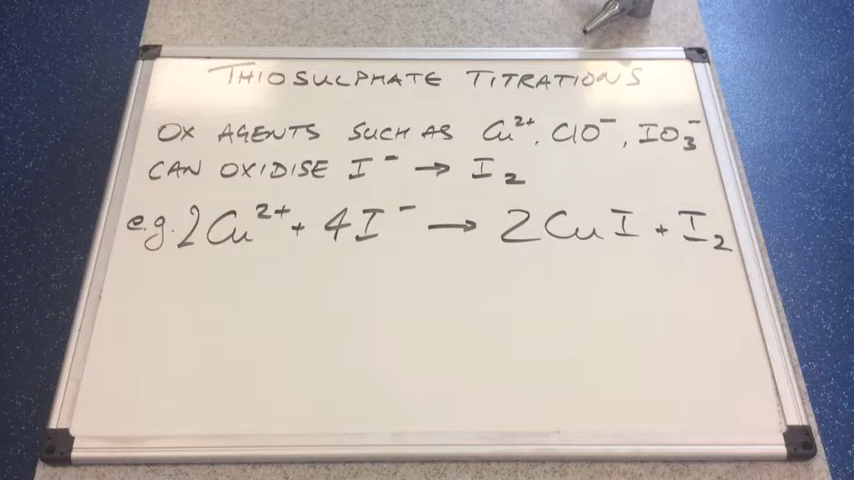 THIOSULPHATE TITRATIONS
OX AGENTS SUCH AS Cu²⁺, ClO⁻, IO₃⁻
CAN OXIDISE I⁻ → I₂
e.g. 2Cu²⁺ + 4I⁻ → 2CuI + I₂